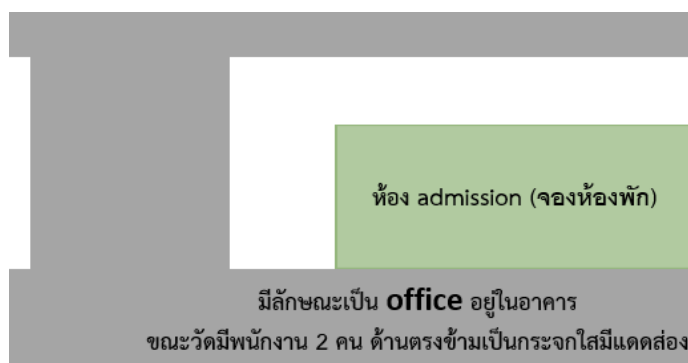 ห้อง admission (จองห้องพัก)
มีลักษณะเป็น office อยู่ในอาคาร
ขณะวัดมีพนักงาน 2 คน ด้านตรงข้ามเป็นกระจกใสมีแดดส่อง